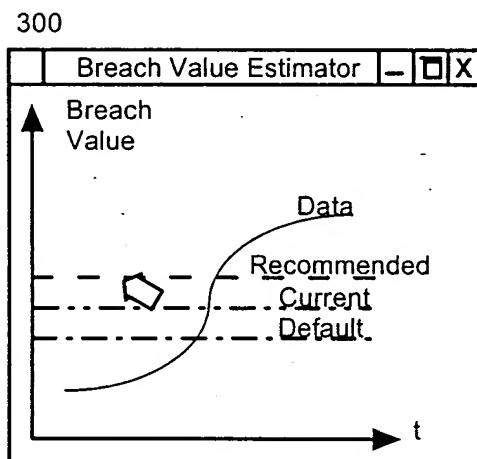 300
Breach Value Estimator
Breach
Value
Data
Recommended
Current
Default
t